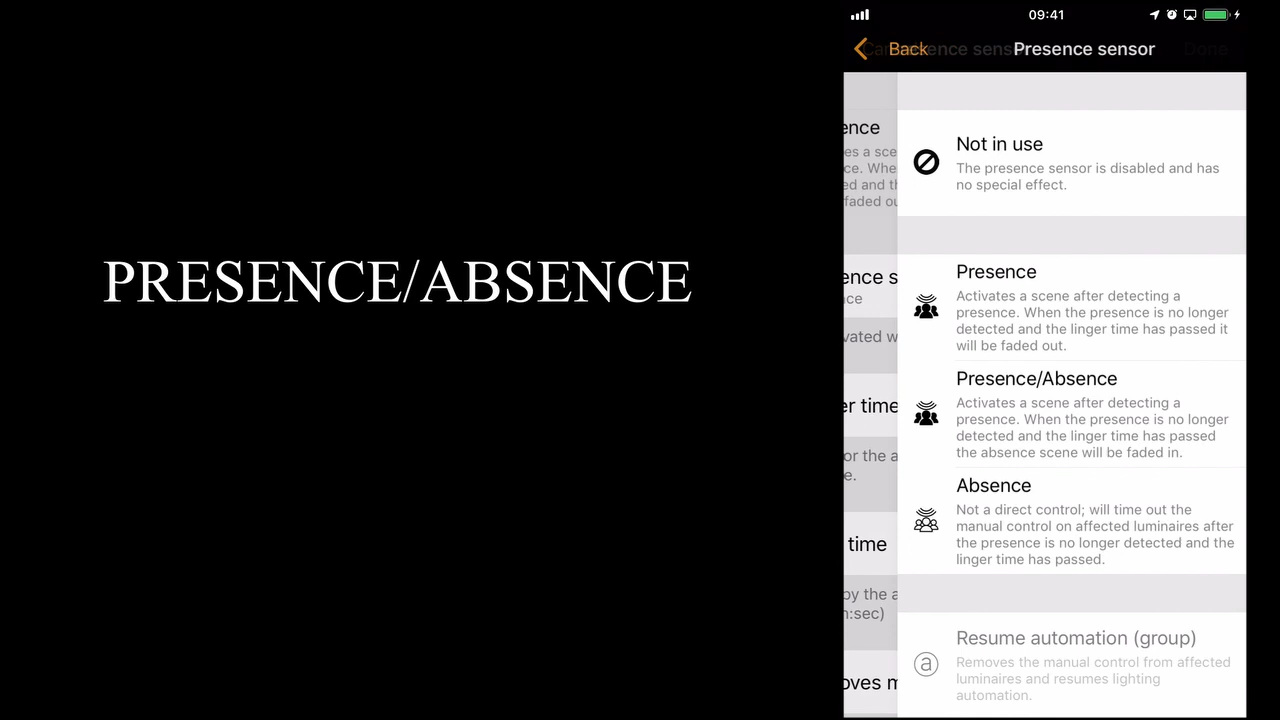 PRESENCE/ABSENCE
09:41
Back
Presence sensor
Done
Not in use
The presence sensor is disabled and has
no special effect.
Presence
Activates a scene after detecting a
presence. When the presence is no longer
detected and the linger time has passed it
will be faded out.
Presence/Absence
Activates a scene after detecting a
presence. When the presence is no longer
detected and the linger time has passed
the absence scene will be faded in.
Absence
Not a direct control; will time out the
manual control on affected luminaires after
the presence is no longer detected and the
linger time has passed.
Resume automation (group)
Removes the manual control from affected
luminaires and resumes lighting
automation.
time